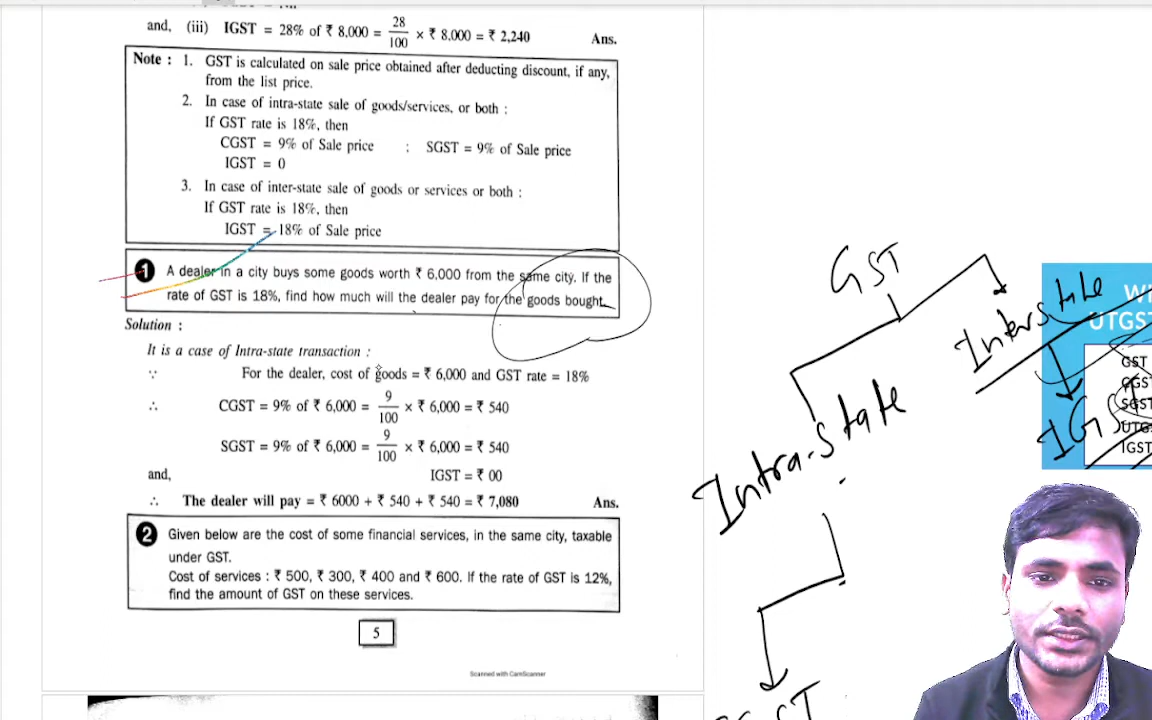 and, (iii) IGST = 28% of ₹ 8,000 = 28/100 × ₹ 8,000 = ₹ 2,240 Ans.
Note : 1. GST is calculated on sale price obtained after deducting discount, if any,
from the list price.
2. In case of intra-state sale of goods/services, or both :
If GST rate is 18%, then
CGST = 9% of Sale price ; SGST = 9% of Sale price
IGST = 0
3. In case of inter-state sale of goods or services or both :
If GST rate is 18%, then
IGST = 18% of Sale price
1 A dealer in a city buys some goods worth ₹ 6,000 from the same city. If the
rate of GST is 18%, find how much will the dealer pay for the goods bought.
Solution :
It is a case of Intra-state transaction :
∵ For the dealer, cost of goods = ₹ 6,000 and GST rate = 18%
∴ CGST = 9% of ₹ 6,000 = 9/100 × ₹ 6,000 = ₹ 540
SGST = 9% of ₹ 6,000 = 9/100 × ₹ 6,000 = ₹ 540
and, IGST = ₹ 00
∴ The dealer will pay = ₹ 6000 + ₹ 540 + ₹ 540 = ₹ 7,080 Ans.
2 Given below are the cost of some financial services, in the same city, taxable
under GST.
Cost of services : ₹ 500, ₹ 300, ₹ 400 and ₹ 600. If the rate of GST is 12%,
find the amount of GST on these services.
5
Scanned with CamScanner
GST
Interstate
IGST
Intra-state
UTGST
GST
CGST
SGST
UTGS
IGST